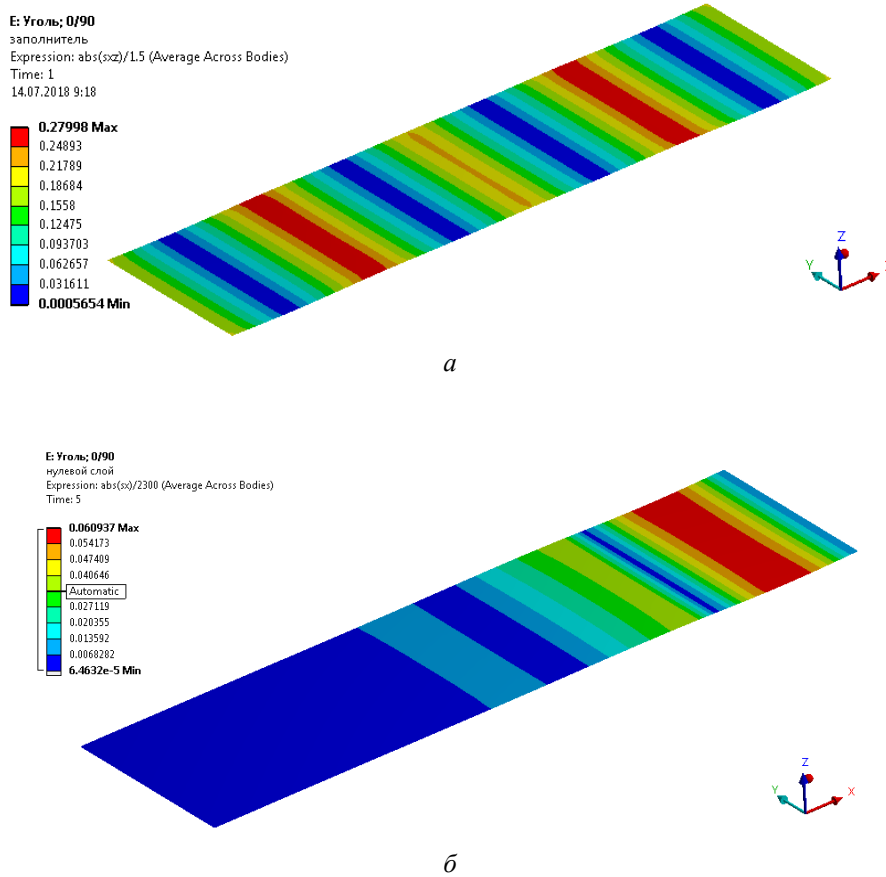 E: Уголь; 0/90
заполнитель
Expression: abs(sxz)/1.5 (Average Across Bodies)
Time: 1
14.07.2018 9:18
0.27998 Max
0.24893
0.21789
0.18684
0.1558
0.12475
0.093703
0.062657
0.031611
0.0005654 Min
Z
Y
а
E: Уголь; 0/90
нулевой слой
Expression: abs(sx)/2300 (Average Across Bodies)
Time: 5
0.060937 Max
0.054173
0.047409
0.040646
Automatic
0.027119
0.020355
0.013592
0.0068282
6.4632e-5 Min
Z
Y
X
б